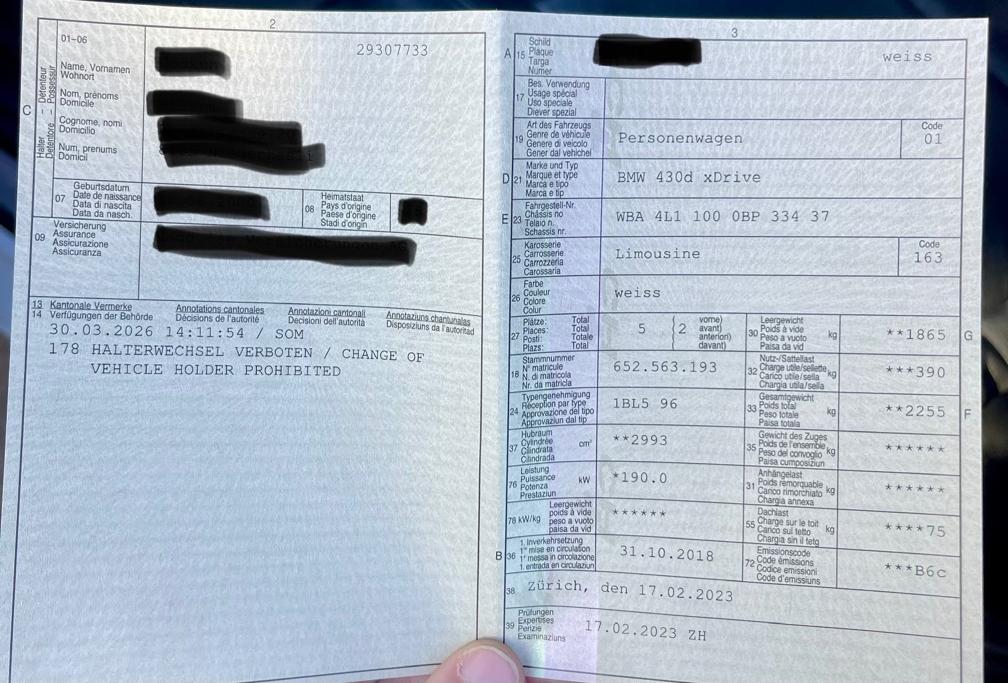 2
01-06
29307733
C
Halter - Détenteur
Detentore - Possessur
Name, Vornamen
Wohnort
Nom, prénoms
Domicile
Cognome, nomi
Domicilio
Num, prenums
Domicil
07
Geburtsdatum
Date de naissance
Data di nascita
Data da nasch.
08
Heimatstaat
Pays d'origine
Paese d'origine
Stadi d'origin
09
Versicherung
Assurance
Assicurazione
Assicuranza
13 Kantonale Vermerke Annotations cantonales Annotazioni cantonali Annotaziuns chantunalas
14 Verfügungen der Behörde Décisions de l'autorité Decisioni dell'autorità Disposiziuns da l'autoritad
30.03.2026 14:11:54 / SOM
178 HALTERWECHSEL VERBOTEN / CHANGE OF
VEHICLE HOLDER PROHIBITED
3
A 15
Schild
Plaque
Targa
Numer
weiss
17
Bes. Verwendung
Usage spécial
Uso speciale
Diever spezial
19
Art des Fahrzeugs
Genre de véhicule
Genere di veicolo
Gener dal vehichel
Personenwagen
Code
01
D 21
Marke und Typ
Marque et type
Marca e tipo
Marca e tip
BMW 430d xDrive
E 23
Fahrgestell-Nr.
Châssis no
Telaio n.
Schassis nr.
WBA 4L1 100 0BP 334 37
25
Karosserie
Carrosserie
Carrozzeria
Carossaria
Limousine
Code
163
26
Farbe
Couleur
Colore
Colur
weiss
27
Plätze: Total
Places: Total
Posti: Totale
Plazs: Total
5 (2
vorne)
avant)
anteriori)
davant)
30
Leergewicht
Poids à vide
Peso a vuoto
Paisa da vid
kg
**1865
G
18
Stammnummer
N° matricule
N. di matricola
Nr. da matricla
652.563.193
32
Nutz-/Sattellast
Charge utile/sellette
Carico utile/sella
Chargia utila/sella
kg
***390
24
Typengenehmigung
Réception par type
Approvazione del tipo
Approvaziun dal tip
1BL5 96
33
Gesamtgewicht
Poids total
Peso totale
Paisa totala
kg
**2255
F
37
Hubraum
Cylindrée
Cilindrata
Cilindrada
cm³
**2993
35
Gewicht des Zuges
Poids de l'ensemble
Peso del convoglio
Paisa cumposiziun
kg
******
76
Leistung
Puissance
Potenza
Prestaziun
kW
*190.0
31
Anhängelast
Poids remorquable
Carico rimorchiato
Chargia annexa
kg
******
78 kW/kg
Leergewicht
poids à vide
peso a vuoto
paisa da vid
******
55
Dachlast
Charge sur le toit
Carico sul tetto
Chargia sin il tetg
kg
****75
B 36
1. Inverkehrsetzung
1re mise en circulation
1a messa in circolazione
1. entrada en circulaziun
31.10.2018
72
Emissionscode
Code émissions
Codice emissioni
Code d'emissiuns
***B6c
38
Zürich, den 17.02.2023
39
Prüfungen
Expertises
Perizie
Examinaziuns
17.02.2023 ZH